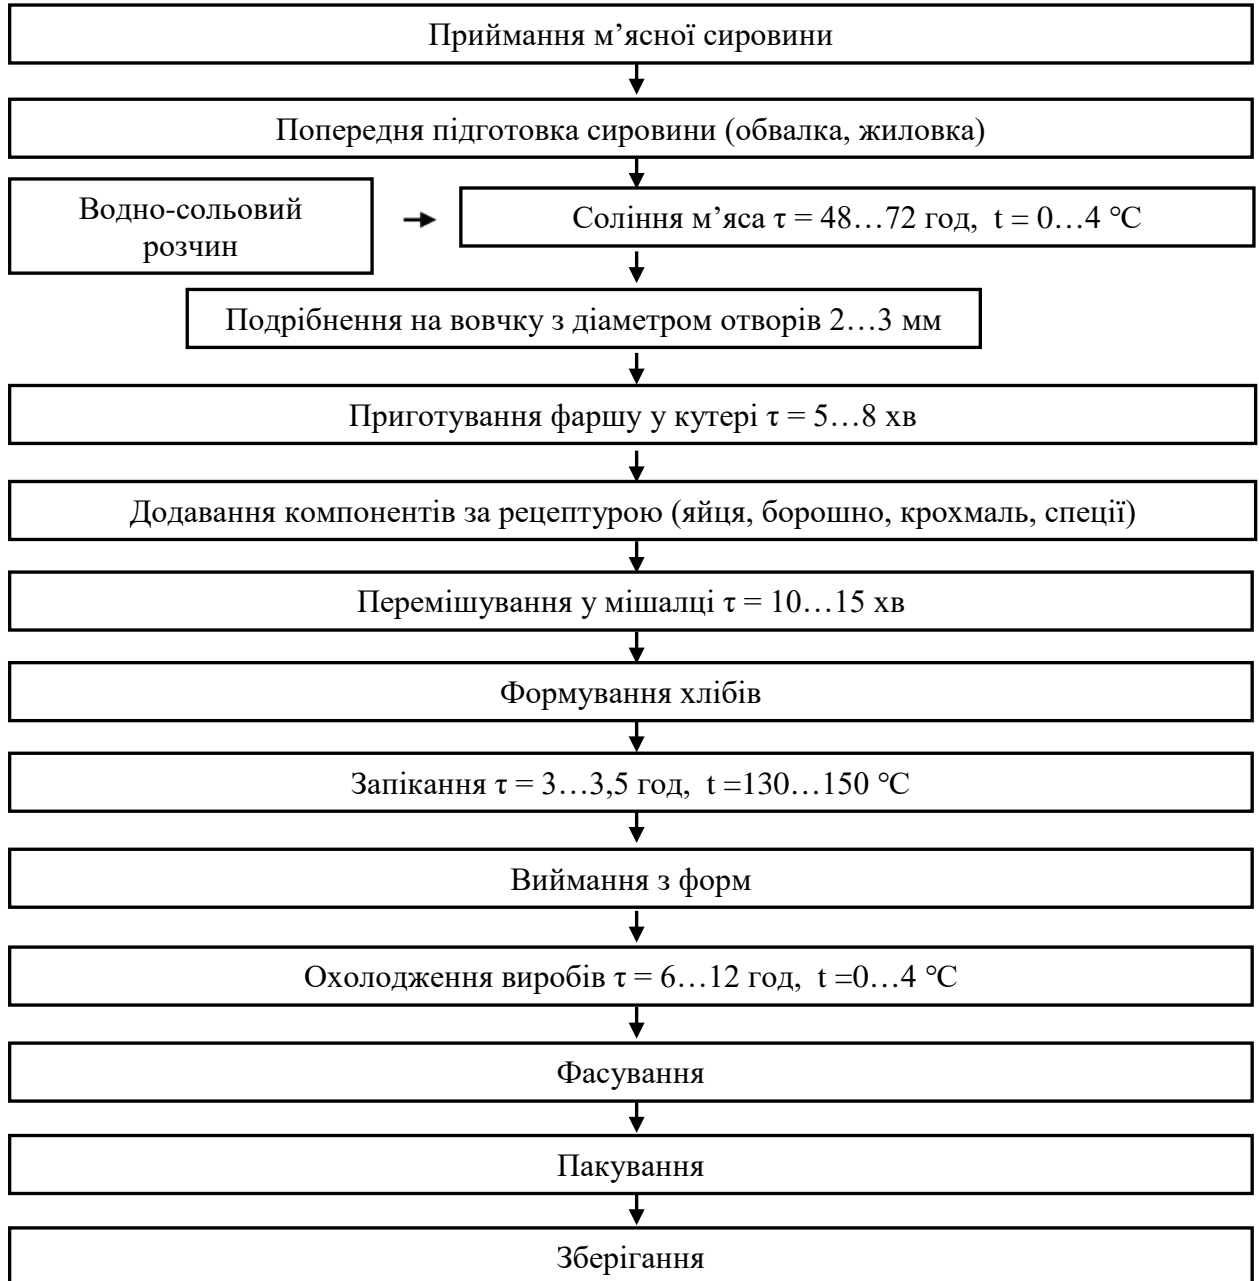 Приймання м’ясної сировини
Попередня підготовка сировини (обвалка, жиловка)
Водно-сольовий
розчин
Соління м’яса τ = 48…72 год, t = 0…4 °С
Подрібнення на вовчку з діаметром отворів 2…3 мм
Приготування фаршу у кутері τ = 5…8 хв
Додавання компонентів за рецептурою (яйця, борошно, крохмаль, спеції)
Перемішування у мішалці τ = 10…15 хв
Формування хлібів
Запікання τ = 3…3,5 год, t =130…150 °С
Виймання з форм
Охолодження виробів τ = 6…12 год, t =0…4 °С
Фасування
Пакування
Зберігання